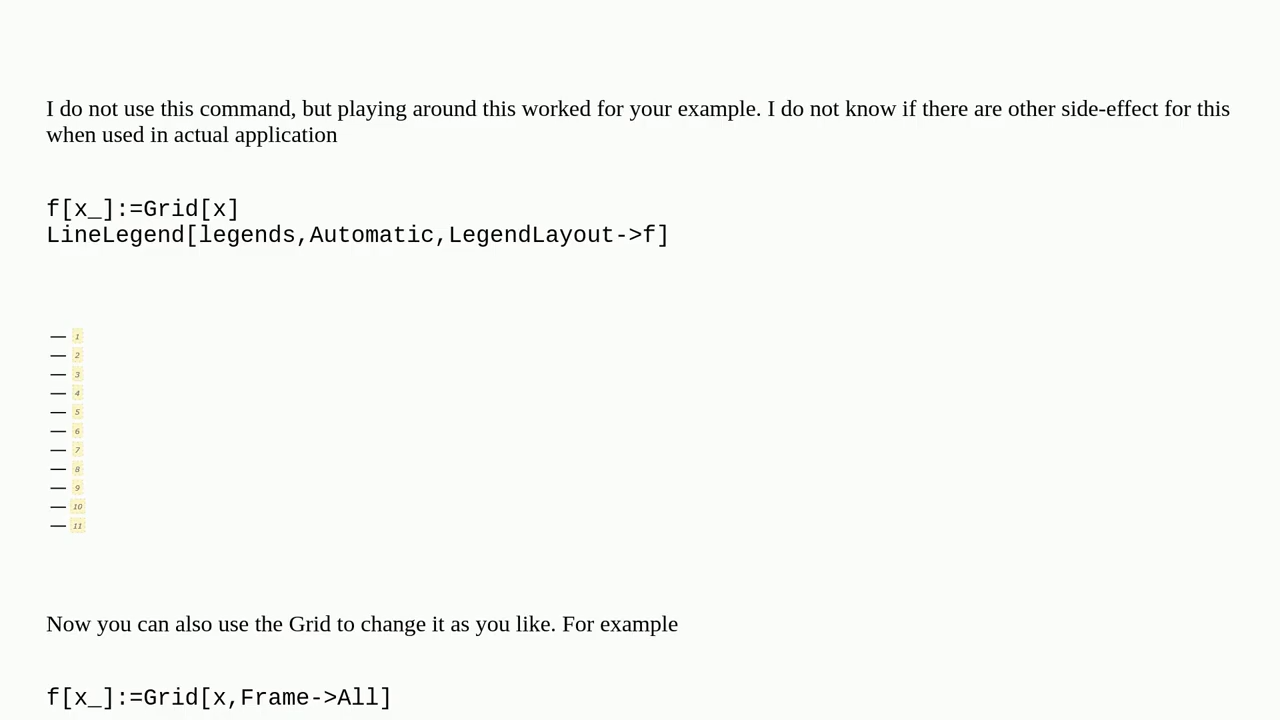 I do not use this command, but playing around this worked for your example. I do not know if there are other side-effect for this
when used in actual application
f[x_]:=Grid[x]
LineLegend[legends,Automatic,LegendLayout->f]
1
2
3
4
5
6
7
8
9
10
11
Now you can also use the Grid to change it as you like. For example
f[x_]:=Grid[x,Frame->All]